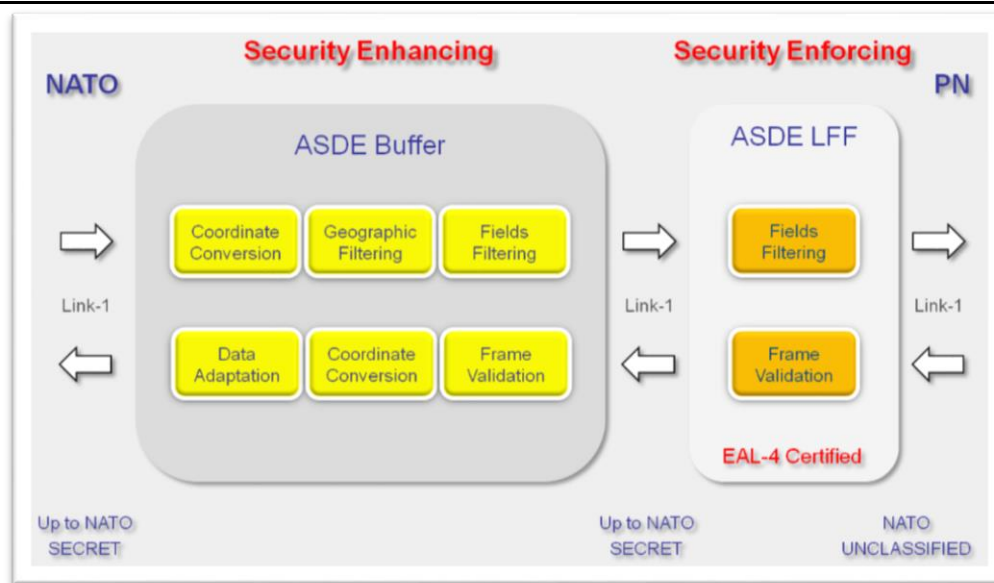 Security Enhancing
Security Enforcing
NATO
PN
ASDE Buffer
ASDE LFF
Coordinate
Conversion
Geographic
Filtering
Fields
Filtering
Fields
Filtering
Link-1
Link-1
Link-1
Data
Adaptation
Coordinate
Conversion
Frame
Validation
Frame
Validation
EAL-4 Certified
Up to NATO
SECRET
Up to NATO
SECRET
NATO
UNCLASSIFIED